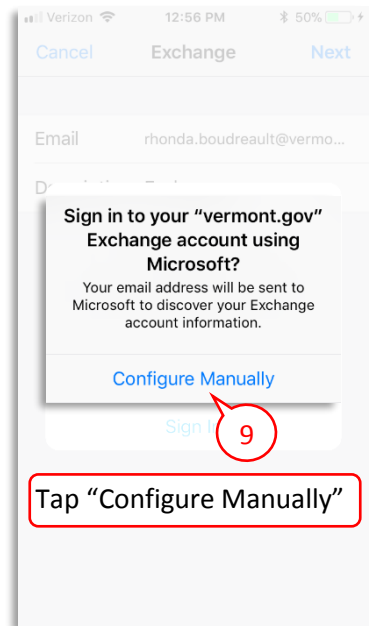 Verizon 12:56 PM 50%
Cancel Exchange Next
Email rhonda.boudreault@vermo...
Sign in to your “vermont.gov”
Exchange account using
Microsoft?
Your email address will be sent to
Microsoft to discover your Exchange
account information.
Configure Manually
Sign
9
Tap “Configure Manually”